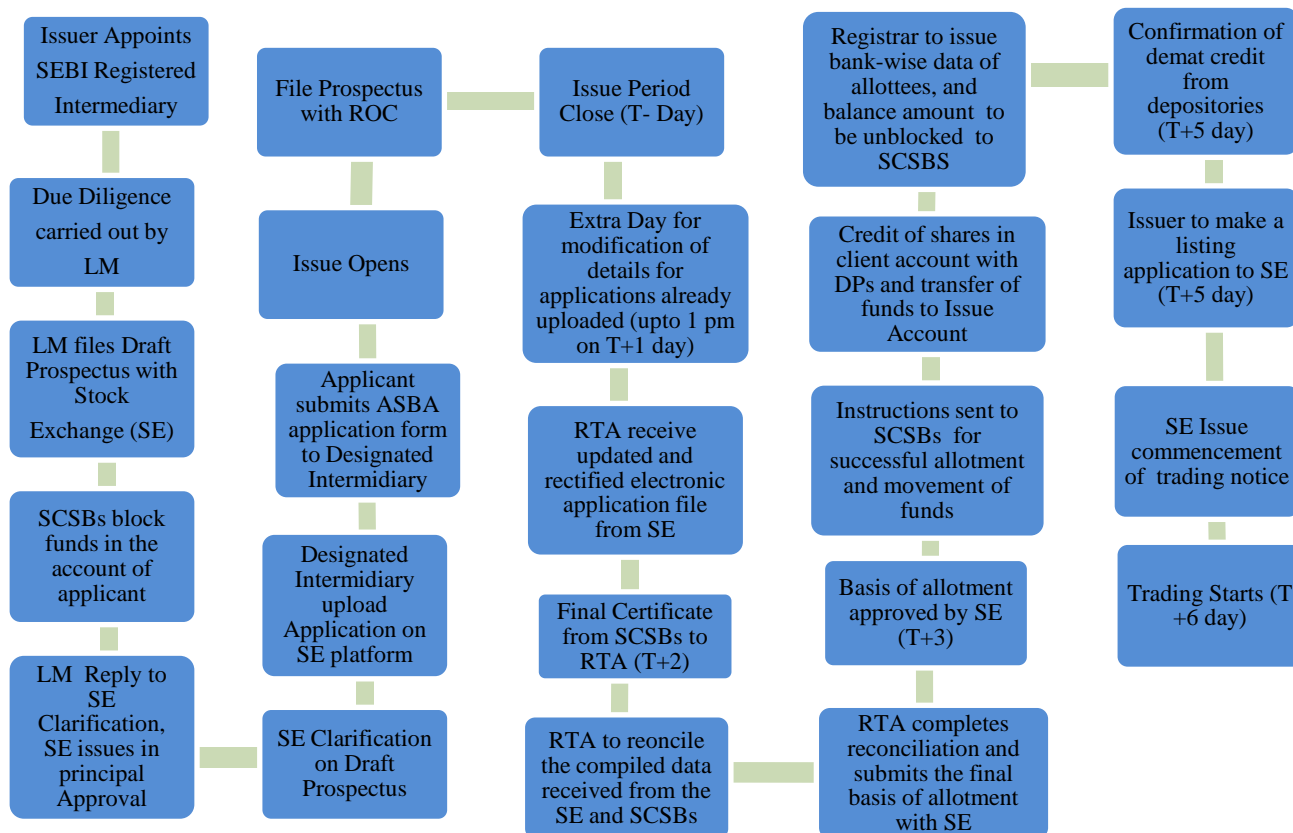 Issuer Appoints
SEBI Registered
Intermediary
Due Diligence
carried out by
LM
LM files Draft
Prospectus with
Stock
Exchange (SE)
SCSBs block
funds in the
account of
applicant
LM Reply to
SE
Clarification,
SE issues in
principal
Approval
SE Clarification
on Draft
Prospectus
Designated
Intermidiary
upload
Application on
SE platform
Applicant
submits ASBA
application form
to Designated
Intermidiary
Issue Opens
File Prospectus
with ROC
Issue Period
Close (T- Day)
Extra Day for
modification of
details for
applications already
uploaded (upto 1 pm
on T+1 day)
RTA receive
updated and
rectified electronic
application file
from SE
Final Certificate
from SCSBs to
RTA (T+2)
RTA to reconcile
the compiled data
received from the
SE and SCSBs
RTA completes
reconciliation and
submits the final
basis of allotment
with SE
Basis of allotment
approved by SE
(T+3)
Instructions sent to
SCSBs for
successful allotment
and movement of
funds
Credit of shares in
client account with
DPs and transfer of
funds to Issue
Account
Registrar to issue
bank-wise data of
allottees, and
balance amount to
be unblocked to
SCSBS
Confirmation of
demat credit
from
depositories
(T+5 day)
Issuer to make a
listing
application to SE
(T+5 day)
SE Issue
commencement
of trading notice
Trading Starts (T
+6 day)